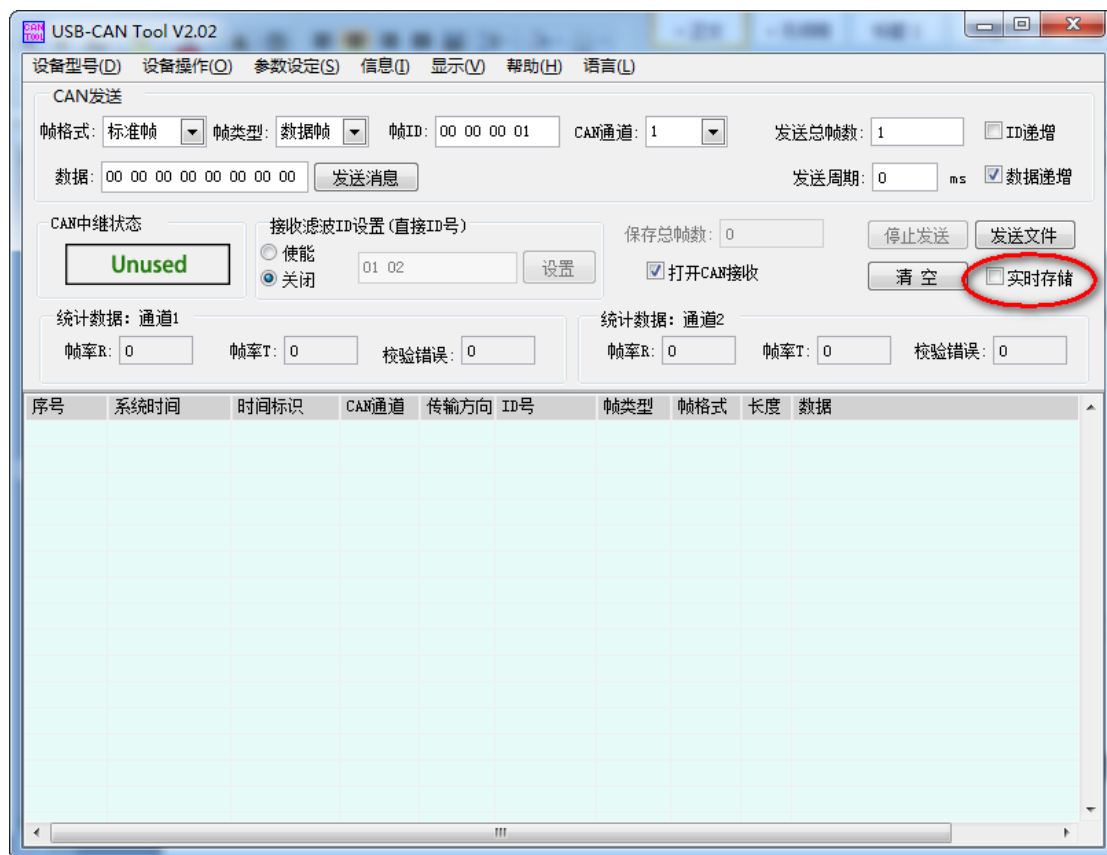 CAN TOOL USB-CAN Tool V2.02
设备型号(D) 设备操作(O) 参数设定(S) 信息(I) 显示(V) 帮助(H) 语言(L)
CAN发送
帧格式: 标准帧 帧类型: 数据帧 帧ID: 00 00 00 01 CAN通道: 1 发送总帧数: 1 ID递增
数据: 00 00 00 00 00 00 00 00 发送消息 发送周期: 0 ms 数据递增
CAN中继状态 接收滤波ID设置(直接ID号) 保存总帧数: 0 停止发送 发送文件
Unused 使能 01 02 设置 打开CAN接收 清 空 实时存储
关闭
统计数据: 通道1 统计数据: 通道2
帧率R: 0 帧率T: 0 校验错误: 0 帧率R: 0 帧率T: 0 校验错误: 0
序号 系统时间 时间标识 CAN通道 传输方向 ID号 帧类型 帧格式 长度 数据